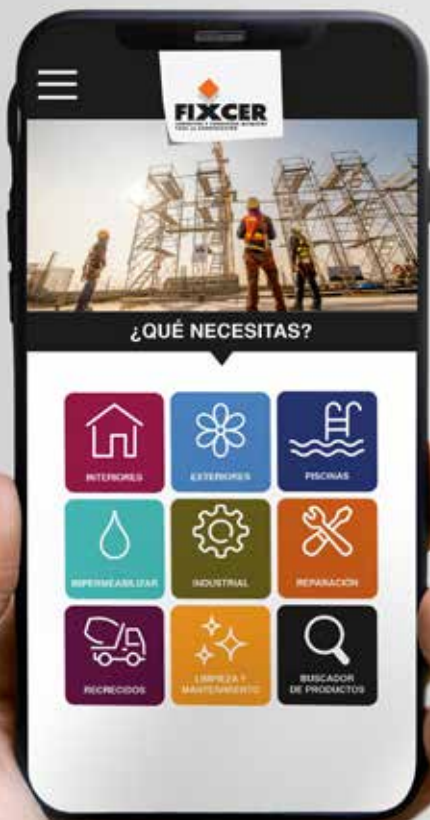 FIXCER
¿QUÉ NECESITAS?
INTERIORES
EXTERIORES
PISCINAS
IMPERMEABILIZAR
INDUSTRIAL
REPARACIÓN
RECRECIDOS
LIMPIEZA Y
MANTENIMIENTO
BUSCADOR
DE PRODUCTOS